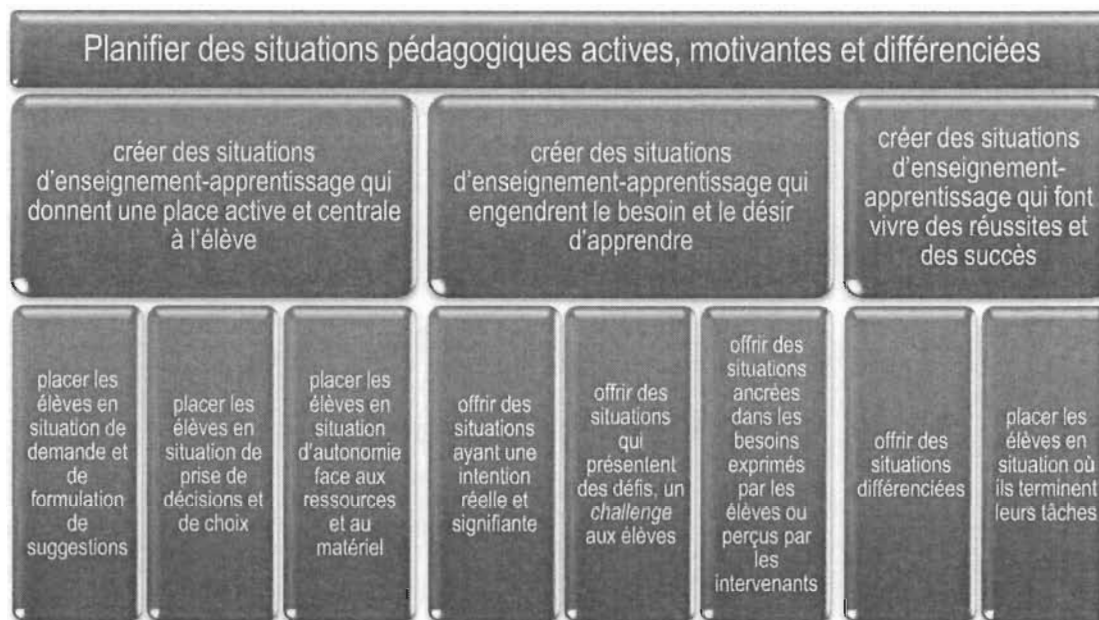 Planifier des situations pédagogiques actives, motivantes et différenciées
créer des situations
d'enseignement-apprentissage qui
donnent une place active et centrale
à l'élève
créer des situations
d'enseignement-apprentissage qui
engendrent le besoin et le désir
d'apprendre
créer des situations
d'enseignement-
apprentissage qui font
vivre des réussites et
des succès
placer les
élèves en
situation de
demande et
de
formulation
de
suggestions
placer les
élèves en
situation de
prise de
décisions et
de choix
placer les
élèves en
situation
d'autonomie
face aux
ressources
et au
matériel
offrir des
situations
ayant une
intention
réelle et
signifiante
offrir des
situations
qui
présentent
des défis, un
challenge
aux élèves
offrir des
situations
ancrées
dans les
besoins
exprimés
par les
élèves ou
perçus par
les
intervenants
offrir des
situations
différenciées
placer les
élèves en
situation où
ils terminent
leurs tâches